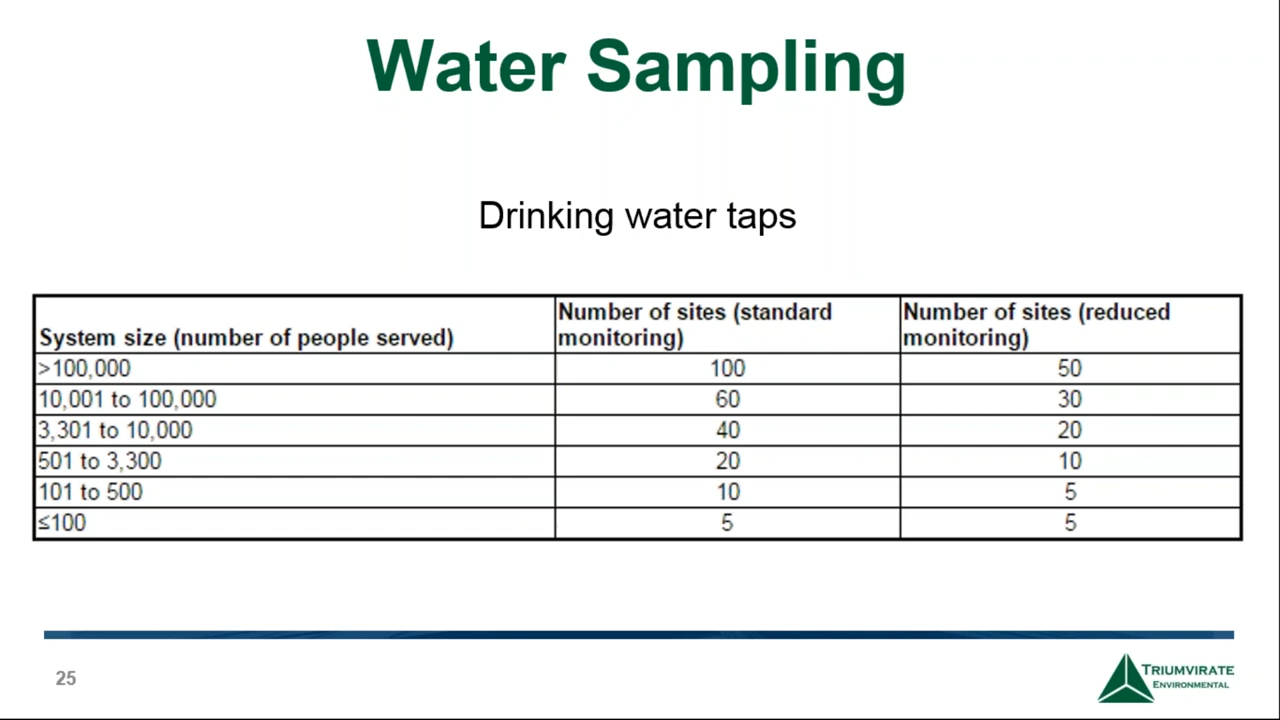 Water Sampling
Drinking water taps
System size (number of people served)
Number of sites (standard
monitoring)
Number of sites (reduced
monitoring)
>100,000 100 50
10,001 to 100,000 60 30
3,301 to 10,000 40 20
501 to 3,300 20 10
101 to 500 10 5
≤100 5 5
25
TRIUMVIRATE
ENVIRONMENTAL